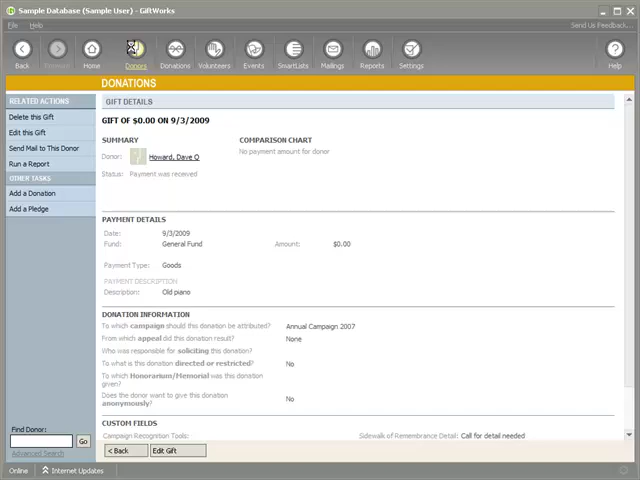 Sample Database (Sample User) - GiftWorks
File Help Send Us Feedback...
Back Forward Home Donors Donations Volunteers Events SmartLists Mailings Reports Settings Help
DONATIONS
RELATED ACTIONS
Delete this Gift
Edit this Gift
Send Mail to This Donor
Run a Report
OTHER TASKS
Add a Donation
Add a Pledge
GIFT DETAILS
GIFT OF $0.00 ON 9/3/2009
SUMMARY COMPARISON CHART
No payment amount for donor
Donor: Howard, Dave Q
Status: Payment was received
PAYMENT DETAILS
Date: 9/3/2009
Fund: General Fund Amount: $0.00
Payment Type: Goods
PAYMENT DESCRIPTION
Description: Old piano
DONATION INFORMATION
To which campaign should this donation be attributed? Annual Campaign 2007
From which appeal did this donation result? None
Who was responsible for soliciting this donation?
To what is this donation directed or restricted? No
To which Honorarium/Memorial was this donation
given?
Does the donor want to give this donation
anonymously? No
CUSTOM FIELDS
Campaign Recognition Tools: Sidewalk of Remembrance Detail: Call for detail needed
Find Donor:
Go
Advanced Search
< Back Edit Gift
Online Internet Updates